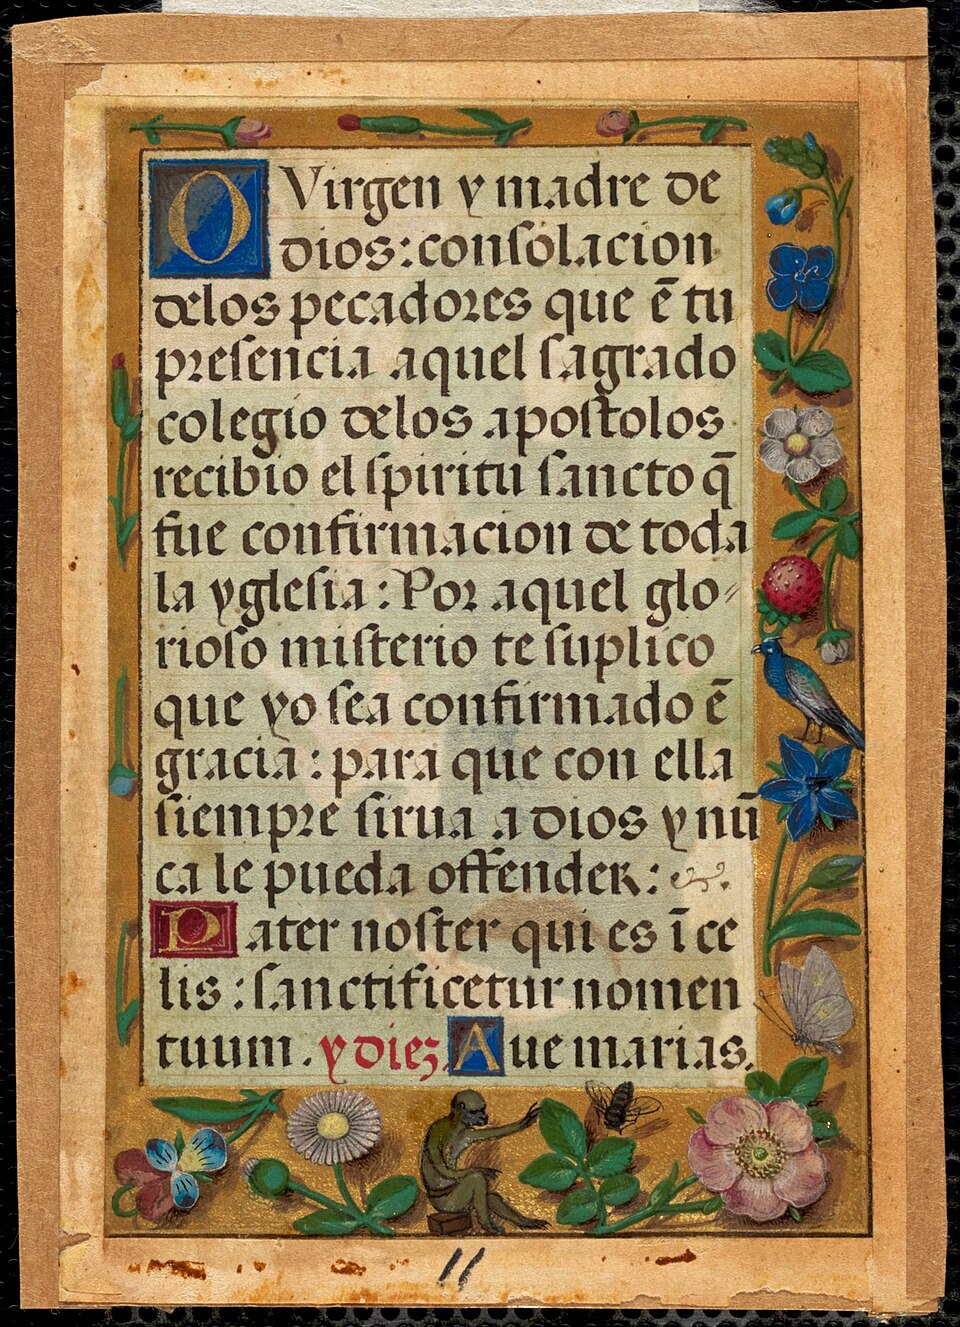 O Virgen y madre de
dios: conſolacion
delos pecadores que ē tu
preſencia aquel ſagrado
colegio delos apoſtolos
recibio el ſpiritu ſancto q̄
fue confirmacion de toda
la ygleſia: Por aquel glo-
rioſo miſterio te ſuplico
que yo ſea confirmado ē
gracia: para que con ella
ſiempre ſirua a dios y nū
ca le pueda offender:
Pater noſter qui es ī ce
lis: ſanctificetur nomen
tuum. y diez Aue marias.
11